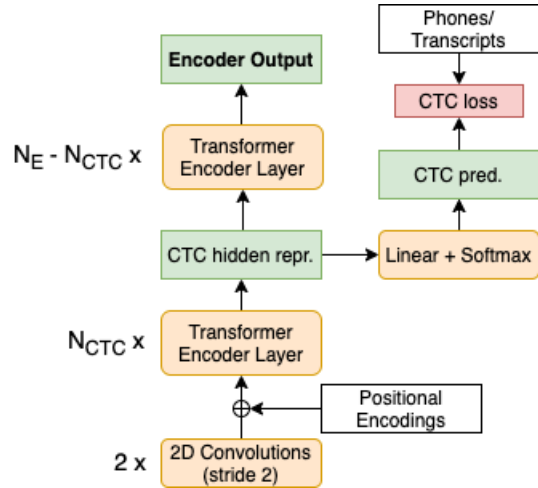 Phones/
Transcripts
Encoder Output
CTC loss
N_E - N_CTC x
Transformer
Encoder Layer
CTC pred.
CTC hidden repr.
Linear + Softmax
N_CTC x
Transformer
Encoder Layer
Positional
Encodings
2 x
2D Convolutions
(stride 2)